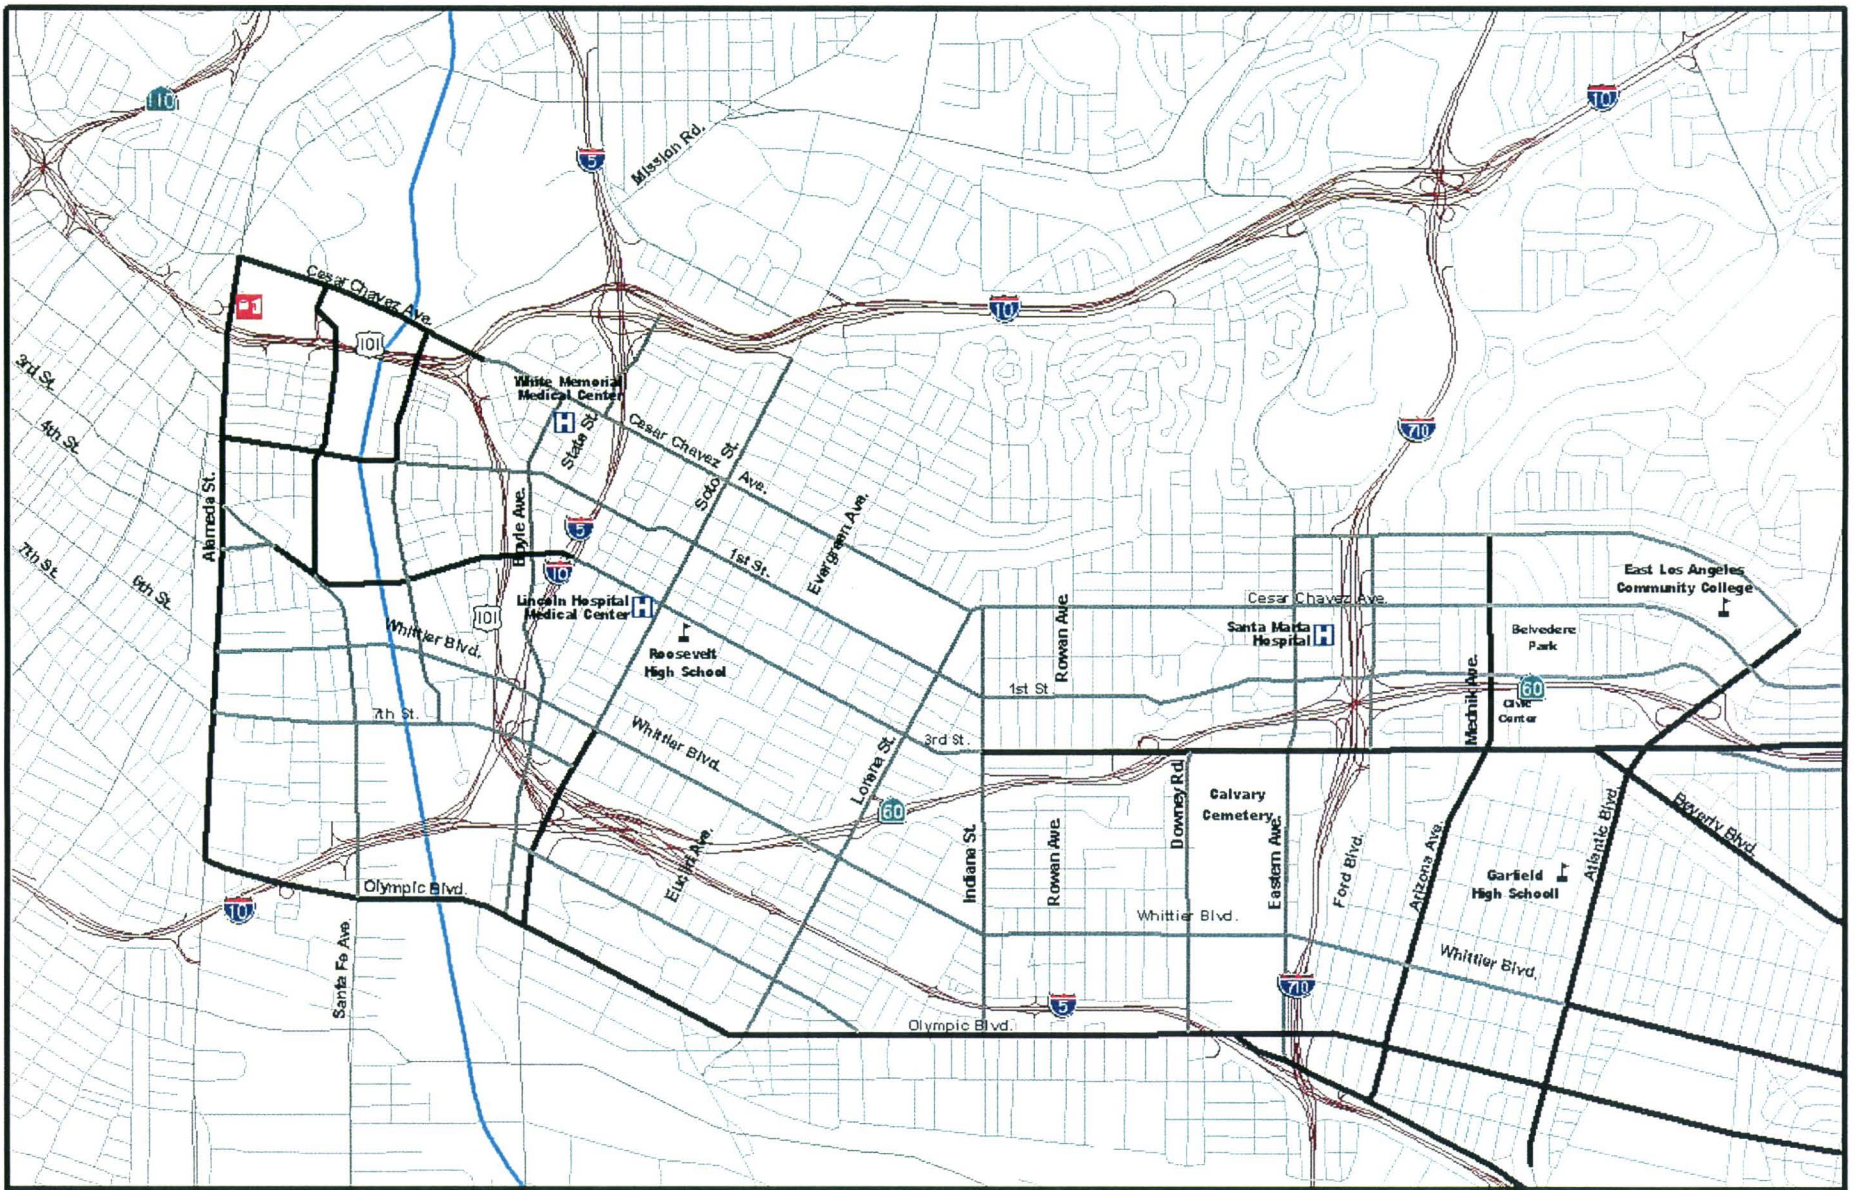 110
10
5
Mission Rd.
Cesar Chavez Ave.
101
10
3rd St.
White Memorial
Medical Center
H
State St.
Cesar Chavez Ave.
Soto St.
710
4th St.
Alameda St.
Boyle Ave.
5
1st St.
Evergreen Ave.
7th St.
6th St.
10
East Los Angeles
Community College
Lincoln Hospital
Medical Center
H
101
Cesar Chavez Ave.
Rowan Ave.
Santa Marta
Hospital
H
Belvedere
Park
Whittier Blvd.
Roosevelt
High School
1st St.
Mednik Ave.
60
Civic
Center
7th St.
Whittier Blvd.
3rd St.
Lorena St.
60
Downey Rd.
Calvary
Cemetery
Beverly Blvd.
Indiana St.
Rowan Ave.
Eastern Ave.
Ford Blvd.
Arizona Ave.
Atlantic Blvd.
Euclid Ave.
Garfield
High Schooll
10
Olympic Blvd.
Whittier Blvd.
Whittier Blvd.
Santa Fe Ave.
710
5
Olympic Blvd.